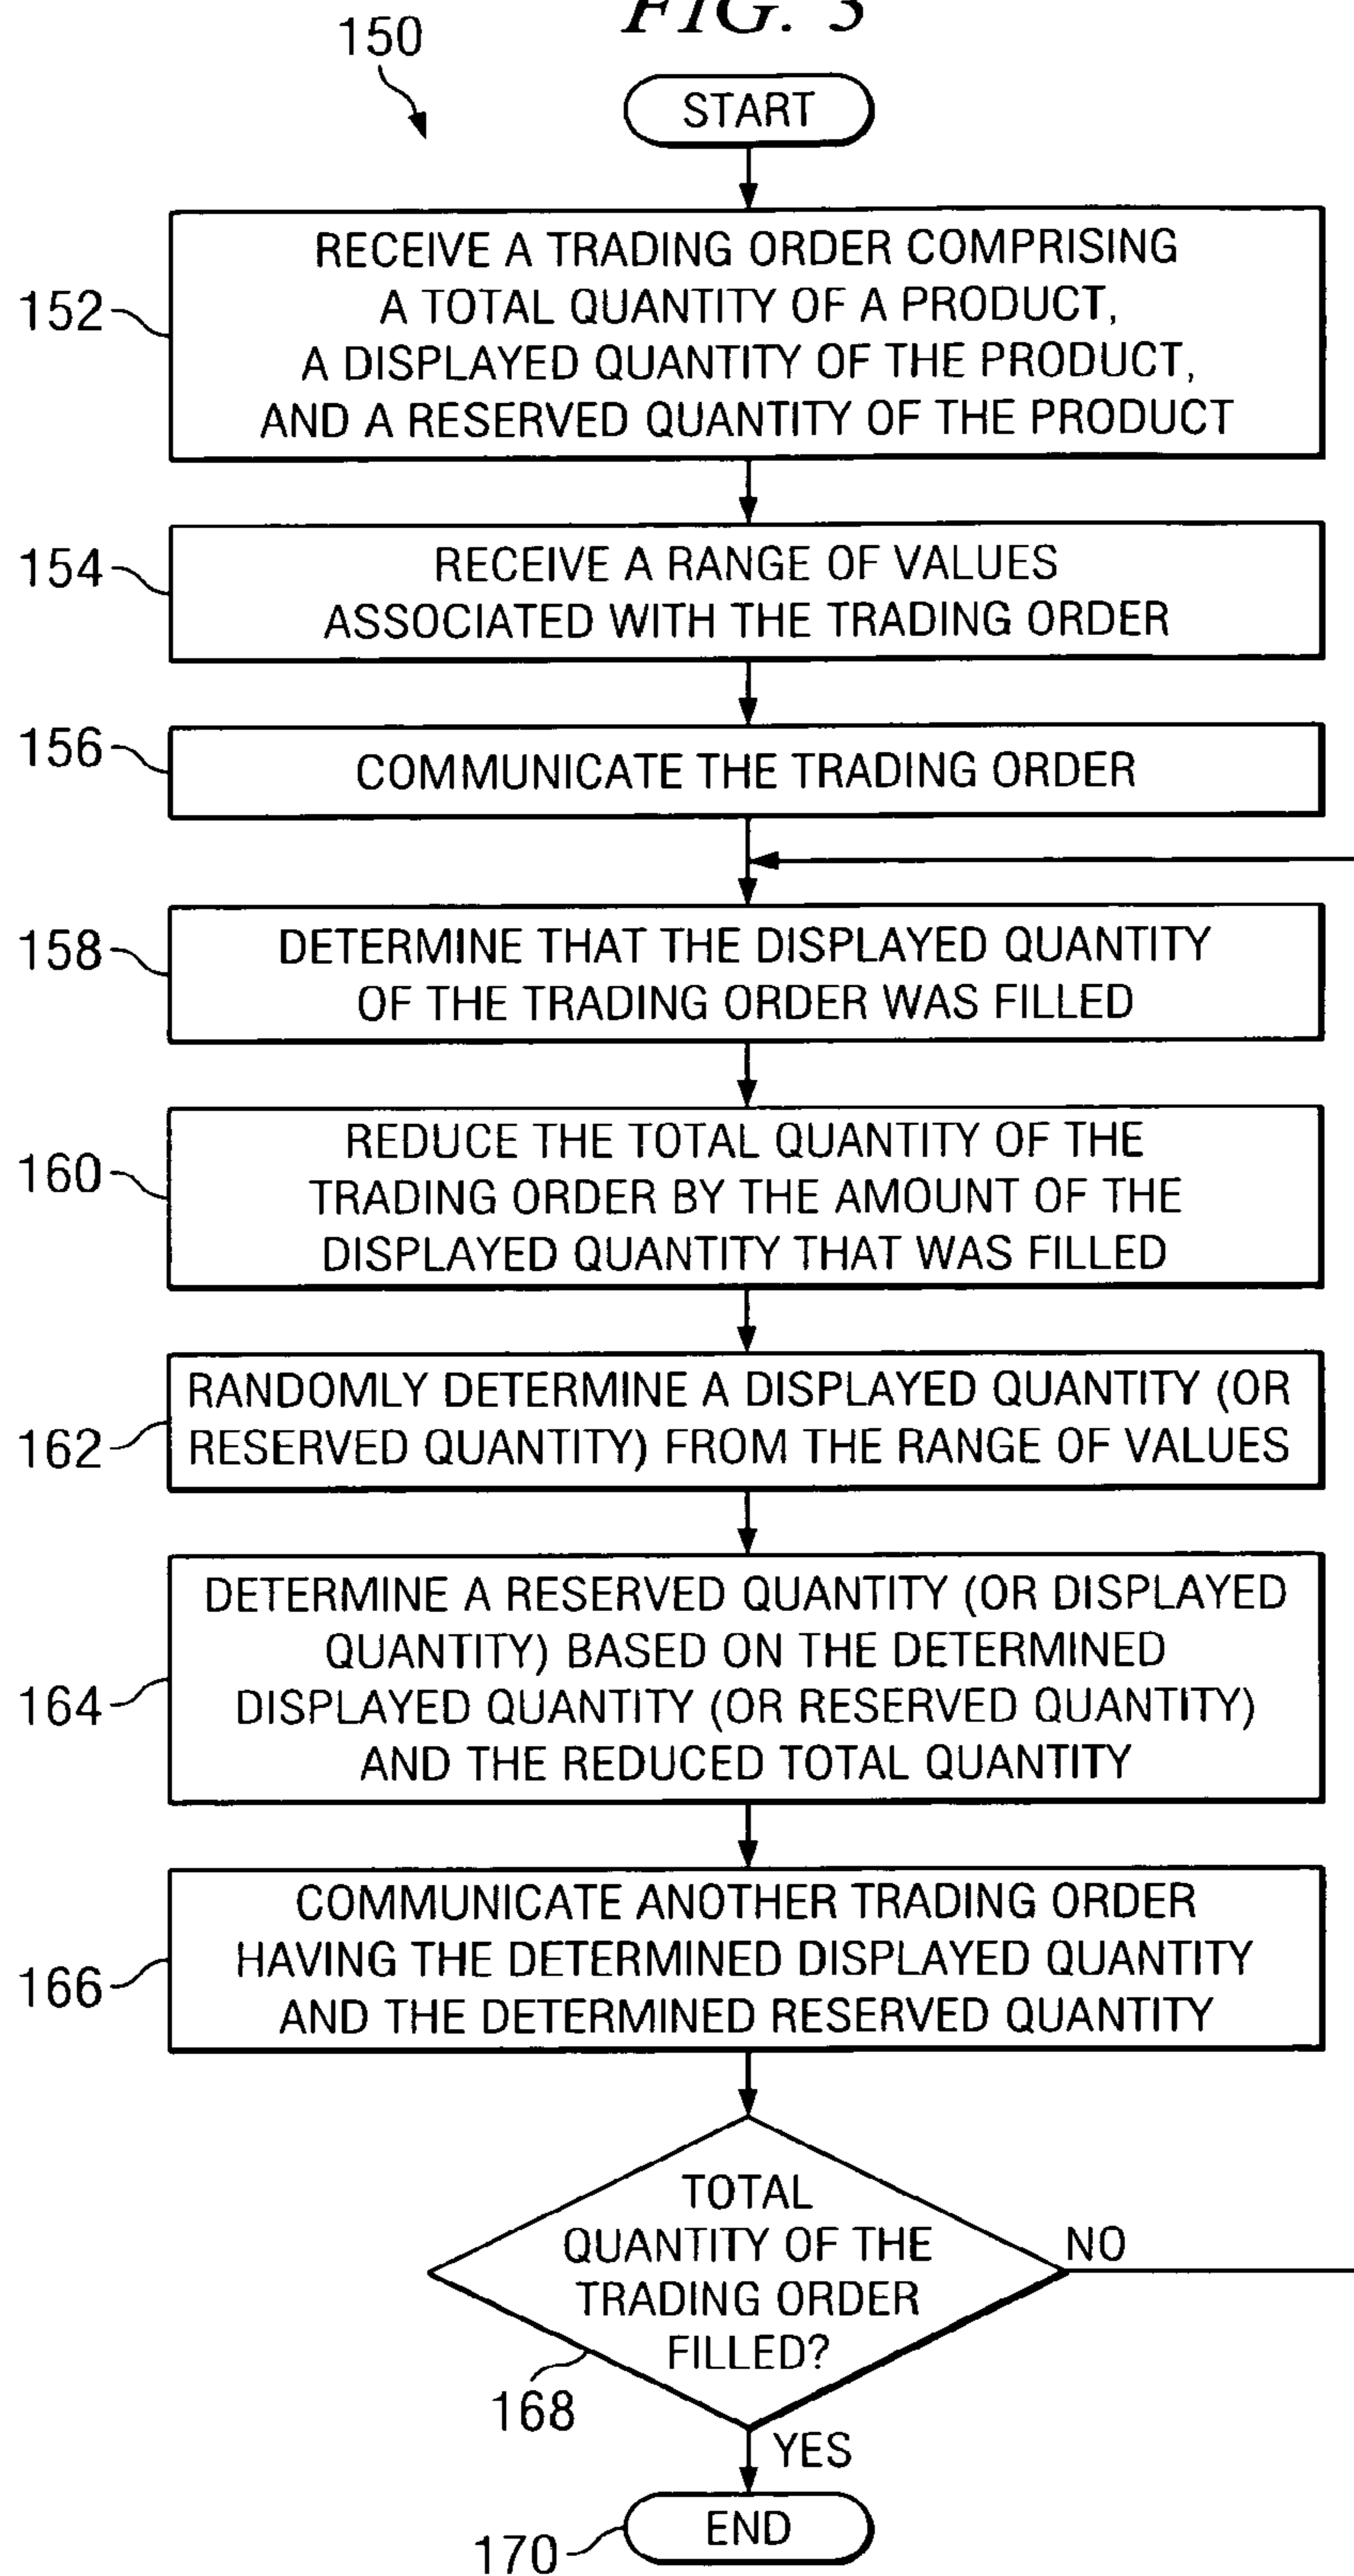 FIG. 3
150
START
152
RECEIVE A TRADING ORDER COMPRISING
A TOTAL QUANTITY OF A PRODUCT,
A DISPLAYED QUANTITY OF THE PRODUCT,
AND A RESERVED QUANTITY OF THE PRODUCT
154
RECEIVE A RANGE OF VALUES
ASSOCIATED WITH THE TRADING ORDER
156
COMMUNICATE THE TRADING ORDER
158
DETERMINE THAT THE DISPLAYED QUANTITY
OF THE TRADING ORDER WAS FILLED
160
REDUCE THE TOTAL QUANTITY OF THE
TRADING ORDER BY THE AMOUNT OF THE
DISPLAYED QUANTITY THAT WAS FILLED
162
RANDOMLY DETERMINE A DISPLAYED QUANTITY (OR
RESERVED QUANTITY) FROM THE RANGE OF VALUES
164
DETERMINE A RESERVED QUANTITY (OR DISPLAYED
QUANTITY) BASED ON THE DETERMINED
DISPLAYED QUANTITY (OR RESERVED QUANTITY)
AND THE REDUCED TOTAL QUANTITY
166
COMMUNICATE ANOTHER TRADING ORDER
HAVING THE DETERMINED DISPLAYED QUANTITY
AND THE DETERMINED RESERVED QUANTITY
TOTAL
QUANTITY OF THE
TRADING ORDER
FILLED?
NO
168
YES
END
170